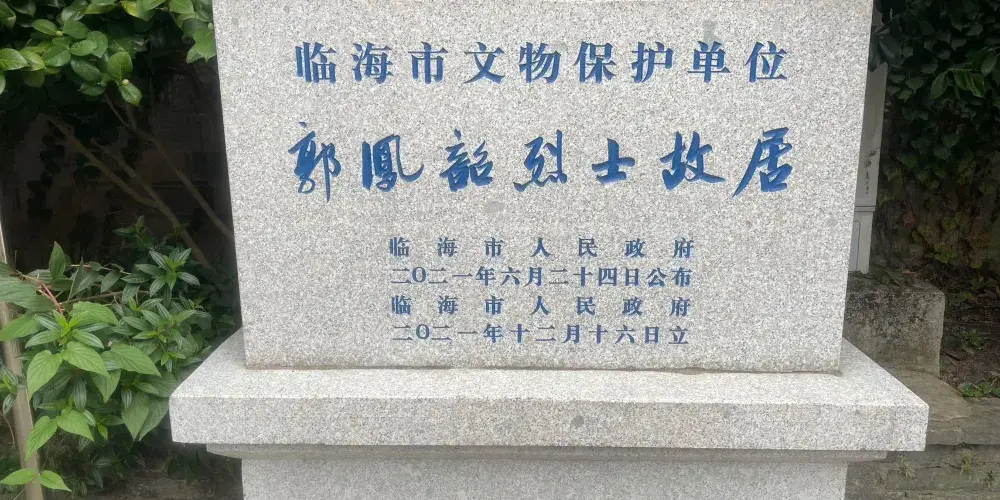 临海市文物保护单位
郭鳳韶烈士故居
临海市人民政府
二〇二一年六月二十四日公布
临海市人民政府
二〇二一年十二月十六日立